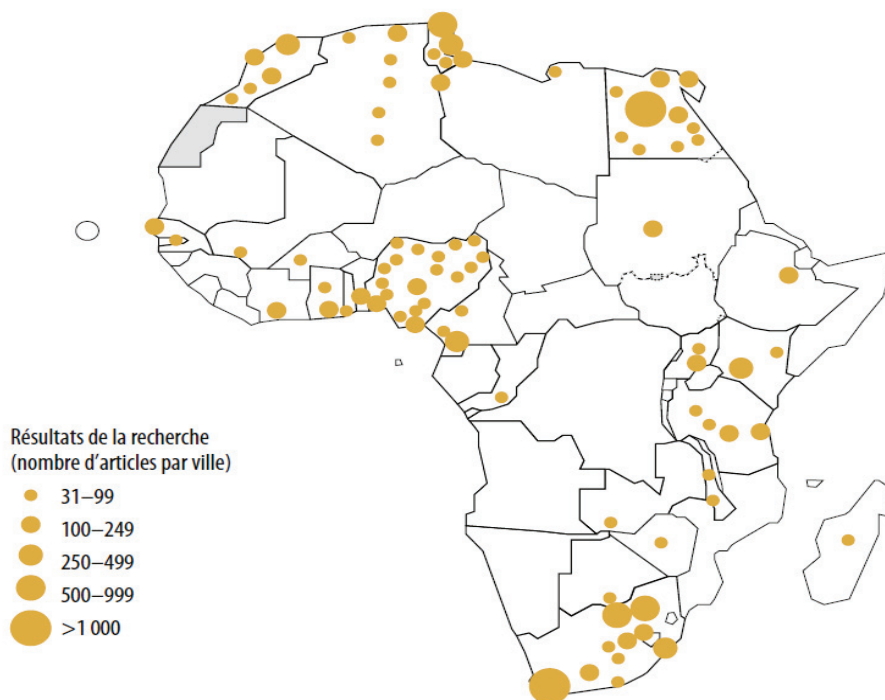 Résultats de la recherche
(nombre d'articles par ville)
31–99
100–249
250–499
500–999
>1 000